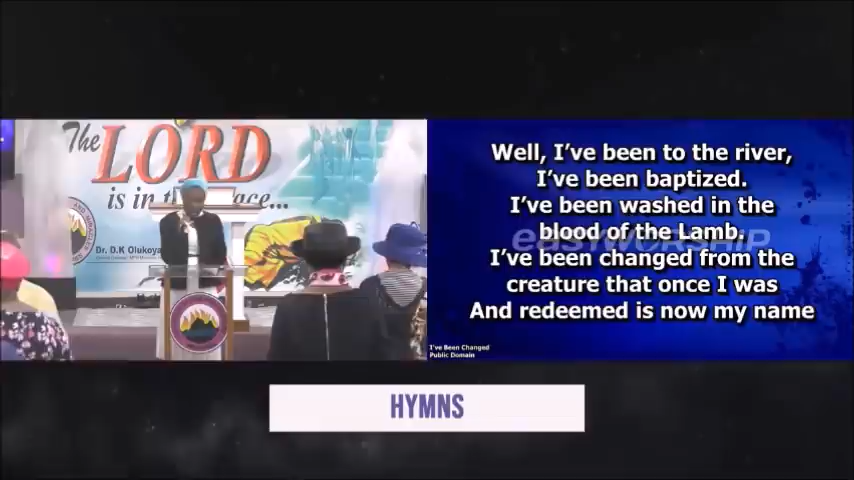 The
LORD
is in t
ace...
Dr. D.K Olukoya
Well, I've been to the river,
I've been baptized.
I've been washed in the
blood of the Lamb.
I've been changed from the
creature that once I was
And redeemed is now my name
easyworship
I've Been Changed
Public Domain
HYMNS